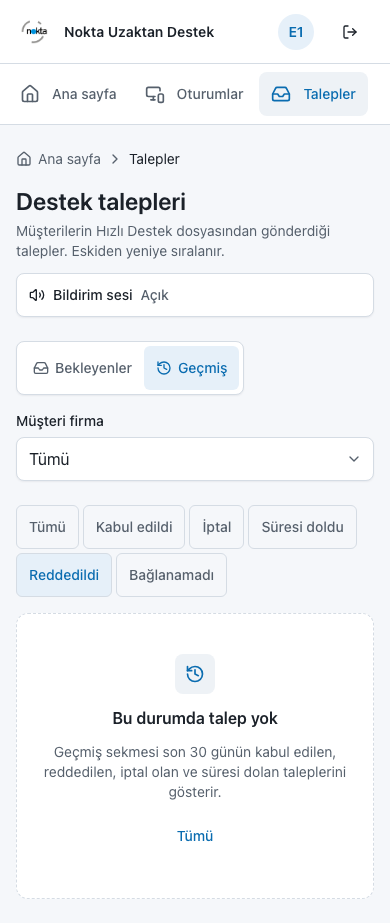 nokta Nokta Uzaktan Destek E1
Ana sayfa Oturumlar Talepler
Ana sayfa Talepler
Destek talepleri
Müşterilerin Hızlı Destek dosyasından gönderdiği
talepler. Eskiden yeniye sıralanır.
Bildirim sesi Açık
Bekleyenler Geçmiş
Müşteri firma
Tümü
Tümü Kabul edildi İptal Süresi doldu
Reddedildi Bağlanamadı
Bu durumda talep yok
Geçmiş sekmesi son 30 günün kabul edilen,
reddedilen, iptal olan ve süresi dolan taleplerini
gösterir.
Tümü